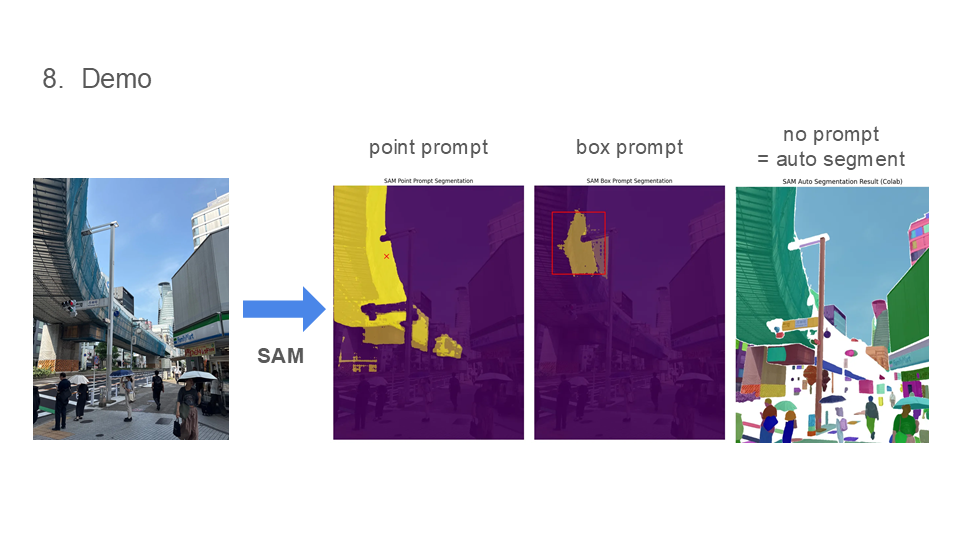 8. Demo
point prompt
box prompt
no prompt
= auto segment
SAM Point Prompt Segmentation
SAM Box Prompt Segmentation
SAM Auto Segmentation Result (Colab)
SAM